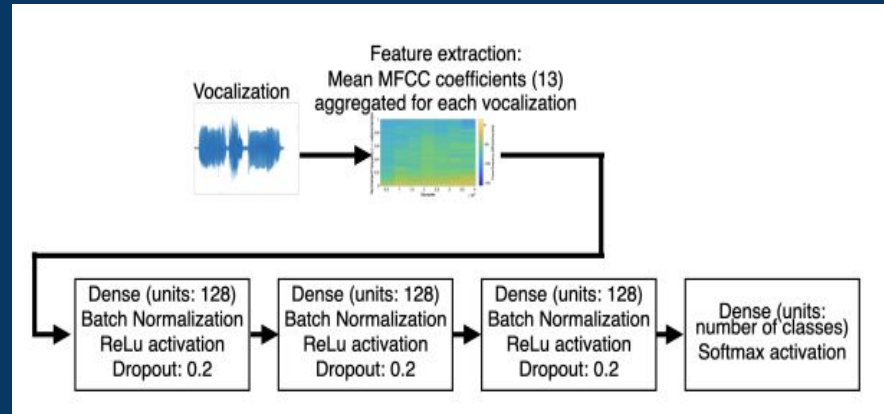 Feature extraction:
Mean MFCC coefficients (13)
aggregated for each vocalization
Vocalization
Dense (units: 128)
Batch Normalization
ReLu activation
Dropout: 0.2
Dense (units: 128)
Batch Normalization
ReLu activation
Dropout: 0.2
Dense (units: 128)
Batch Normalization
ReLu activation
Dropout: 0.2
Dense (units:
number of classes)
Softmax activation